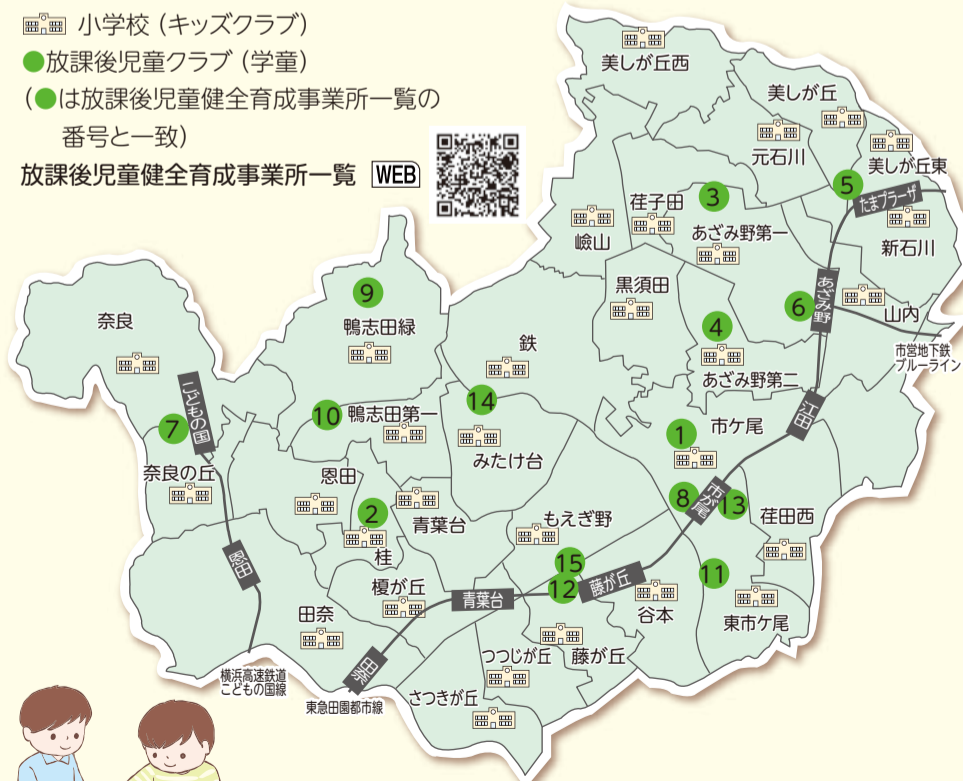 小学校 (キッズクラブ)
●放課後児童クラブ (学童)
(●は放課後児童健全育成事業所一覧の
番号と一致)
放課後児童健全育成事業所一覧 WEB
美しが丘西
美しが丘
元石川
美しが丘東
5
たまプラーザ
新石川
荏子田
3
嶮山
あざみ野第一
黒須田
6
あざみ野
山内
市営地下鉄
ブルーライン
4
あざみ野第二
9
鴨志田緑
奈良
鉄
こどもの国
7
10
鴨志田第一
14
みたけ台
江田
市ケ尾
1
奈良の丘
恩田
2
桂
青葉台
もえぎ野
8
市が尾
13
荏田西
恩田
15
12
藤が丘
11
榎が丘
青葉台
谷本
東市ケ尾
田奈
田奈
つつじが丘
藤が丘
さつきが丘
横浜高速鉄道
こどもの国線
東急田園都市線